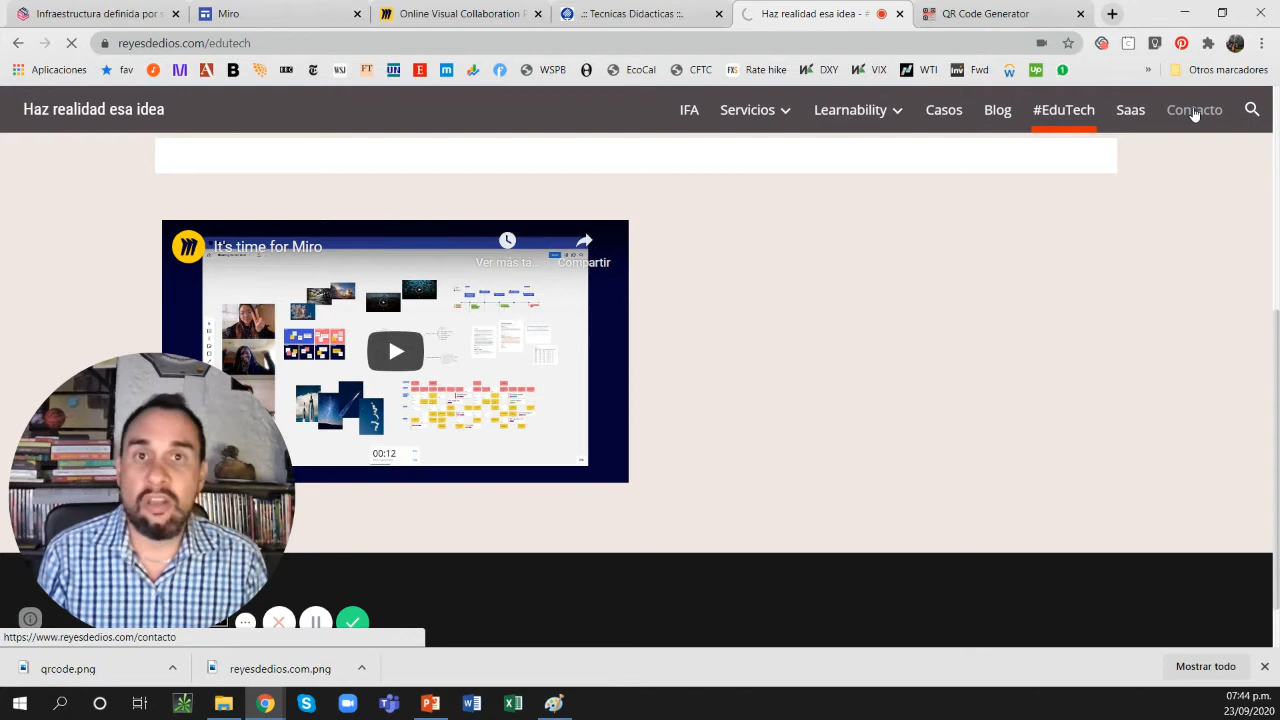 Infraestructura definida por s
Miro
Online Visual Collaboration P
.:: Tecnicas Didácticas ::.
Haz realidad esa idea - #
QR Code Generator
reyesdedios.com/edutech
Aplicaciones
fav
WSPB
EcoCal
CFTC
Rate hike
DXY
VIX
WTI
Fwd
Otros marcadores
Haz realidad esa idea
IFA
Servicios
Learnability
Casos
Blog
#EduTech
Saas
Contacto
It's time for Miro
Ver más ta...
Compartir
00:12
https://www.reyesdedios.com/contacto
qrcode.png
reyesdedios.com.png
Mostrar todo
07:44 p.m.
23/09/2020